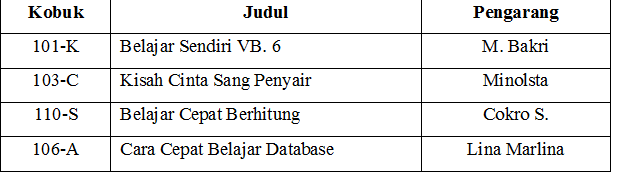 Kobuk Judul Pengarang
101-K Belajar Sendiri VB. 6 M. Bakri
103-C Kisah Cinta Sang Penyair Minolsta
110-S Belajar Cepat Berhitung Cokro S.
106-A Cara Cepat Belajar Database Lina Marlina